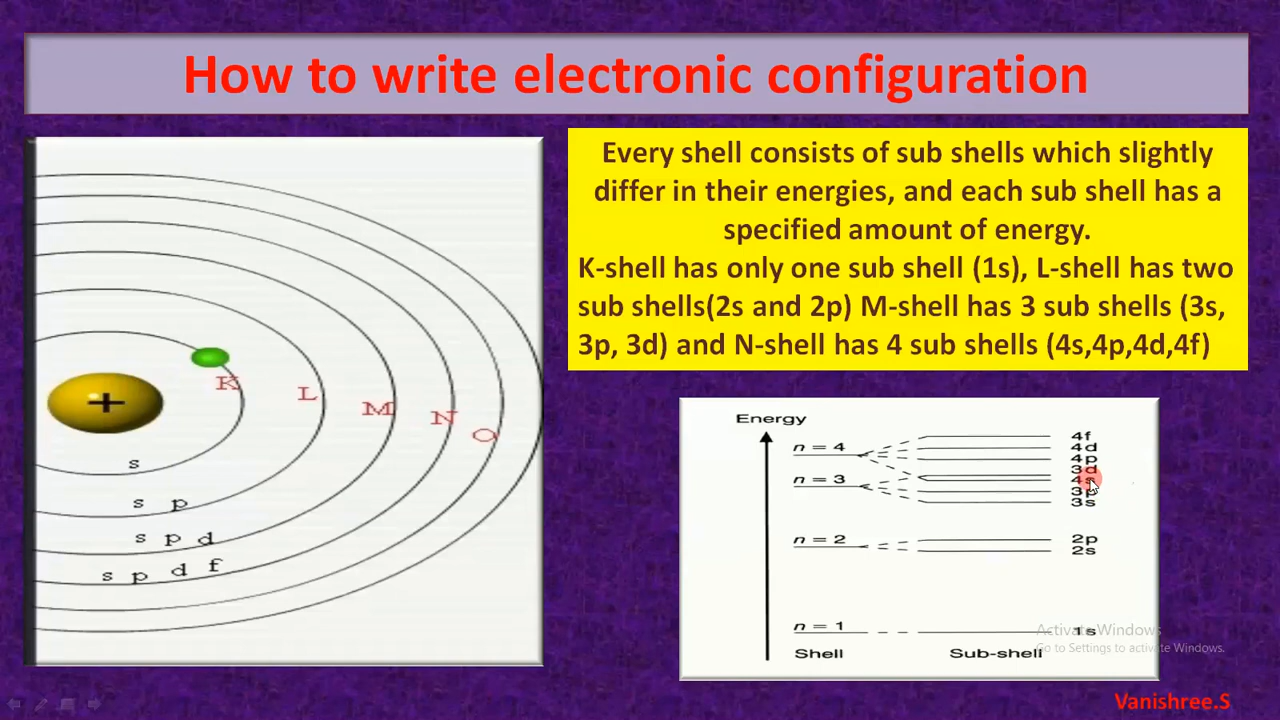 How to write electronic configuration
Every shell consists of sub shells which slightly
differ in their energies, and each sub shell has a
specified amount of energy.
K-shell has only one sub shell (1s), L-shell has two
sub shells(2s and 2p) M-shell has 3 sub shells (3s,
3p, 3d) and N-shell has 4 sub shells (4s,4p,4d,4f)
+
K
L
M
N
O
s
s p
s p d
s p d f
Energy
n = 4
n = 3
n = 2
n = 1
4f
4d
4p
3d
4s
3p
3s
2p
2s
1s
Shell
Sub-shell
Activate Windows
Go to Settings to activate Windows.
Vanishree.S